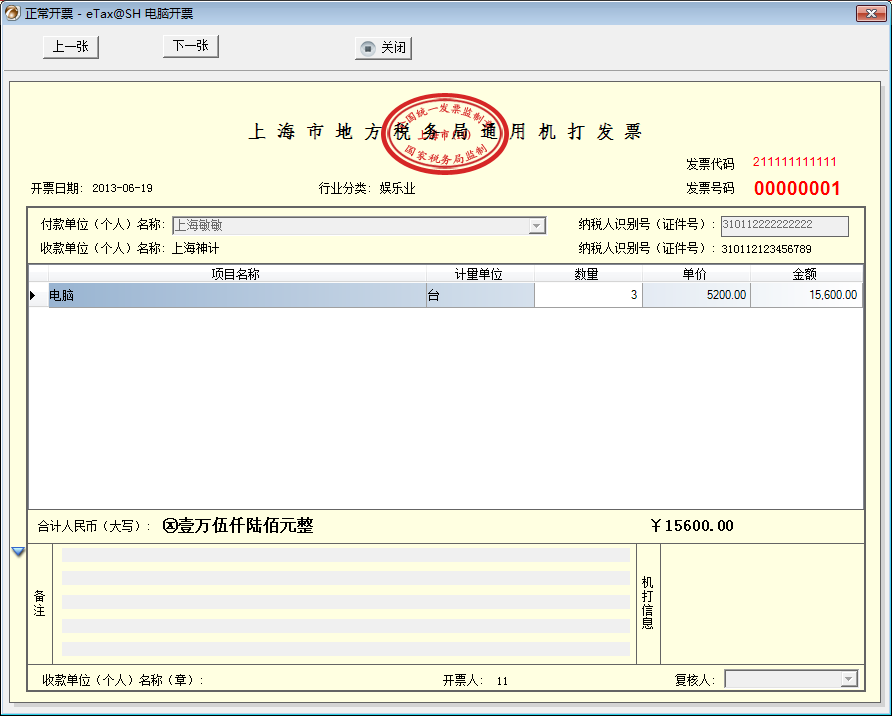 正常开票 - eTax@SH 电脑开票
上一张 下一张 关闭
全国统一发票监制章
上海市地方税务局通用机打发票
国家税务局监制
发票代码 211111111111
开票日期: 2013-06-19 行业分类: 娱乐业 发票号码 00000001
付款单位（个人）名称: 上海敏敏 纳税人识别号（证件号）: 310112222222222
收款单位（个人）名称: 上海神计 纳税人识别号（证件号）: 310112123456789
项目名称 计量单位 数量 单价 金额
电脑 台 3 5200.00 15,600.00
合计人民币（大写）: ⓧ壹万伍仟陆佰元整 ￥15600.00
备注 机打信息
收款单位（个人）名称（章）: 开票人: 11 复核人: